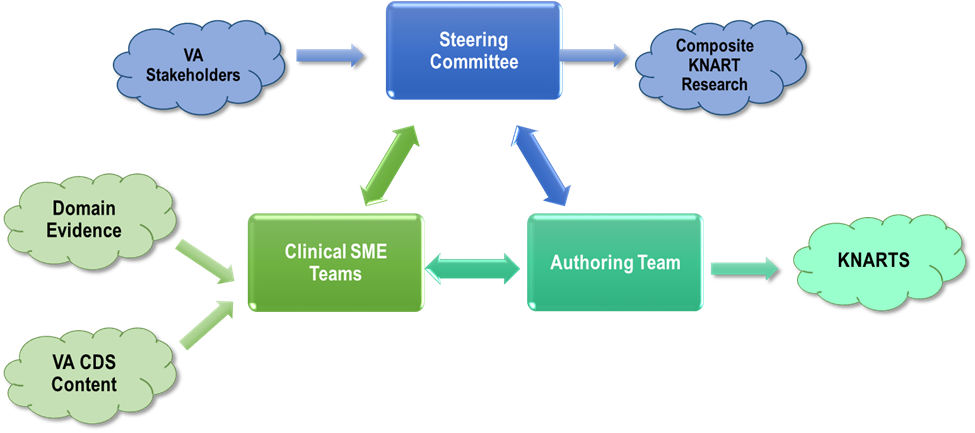 VA
Stakeholders
Steering
Committee
Composite
KNART
Research
Domain
Evidence
Clinical SME
Teams
Authoring Team
KNARTS
VA CDS
Content